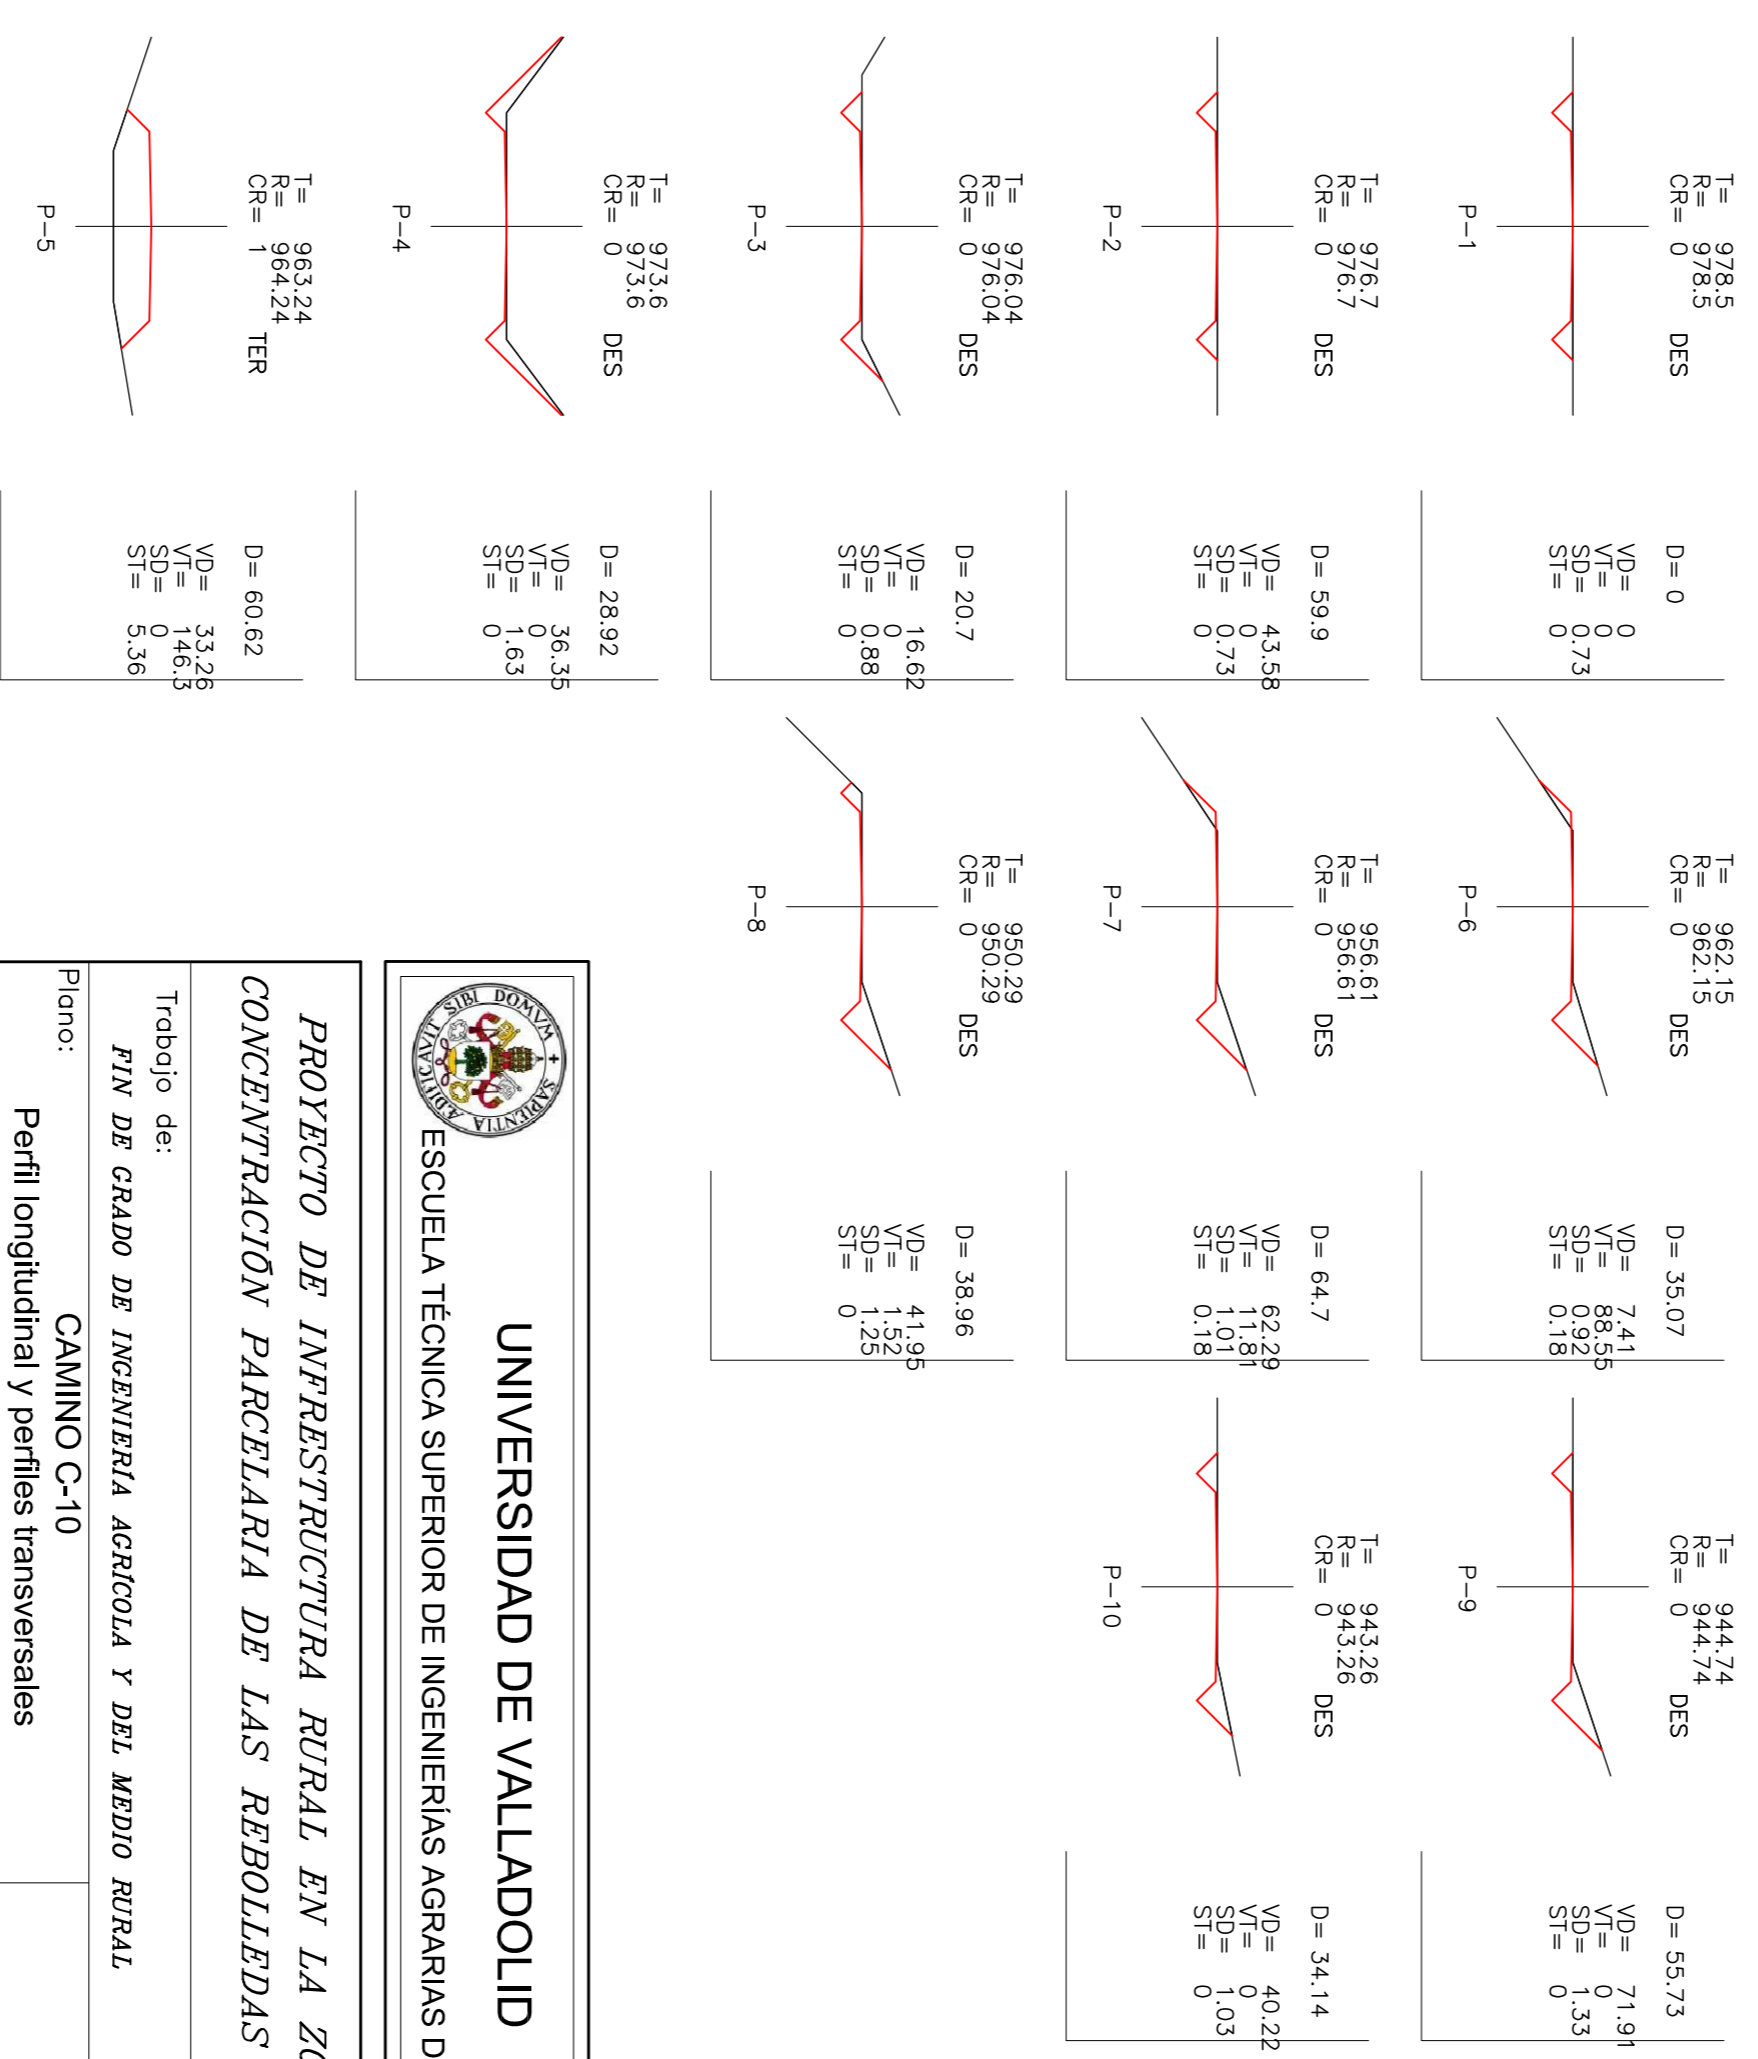 T= 978.5
R= 978.5
CR= 0 DES
P-1
D= 0
VD= 0
VT= 0
SD= 0.73
ST= 0
T= 976.7
R= 976.7
CR= 0 DES
P-2
D= 59.9
VD= 43.58
VT= 0
SD= 0.73
ST= 0
T= 976.04
R= 976.04
CR= 0 DES
P-3
D= 20.7
VD= 16.62
VT= 0
SD= 0.88
ST= 0
T= 973.6
R= 973.6
CR= 0 DES
P-4
D= 28.92
VD= 36.35
VT= 0
SD= 1.63
ST= 0
T= 963.24
R= 964.24
CR= 1 TER
P-5
D= 60.62
VD= 33.26
VT= 146.3
SD= 0
ST= 5.36
T= 962.15
R= 962.15
CR= 0 DES
P-6
D= 35.07
VD= 7.41
VT= 88.55
SD= 0.92
ST= 0.18
T= 956.61
R= 956.61
CR= 0 DES
P-7
D= 64.7
VD= 62.29
VT= 11.81
SD= 1.01
ST= 0.18
T= 950.29
R= 950.29
CR= 0 DES
P-8
D= 38.96
VD= 41.95
VT= 1.52
SD= 1.25
ST= 0
T= 944.74
R= 944.74
CR= 0 DES
P-9
D= 55.73
VD= 71.91
VT= 0
SD= 1.33
ST= 0
T= 943.26
R= 943.26
CR= 0 DES
P-10
D= 34.14
VD= 40.22
VT= 0
SD= 1.03
ST= 0
SAPIENTIA ÆDIFICAVIT SIBI DOMVM +
UNIVERSIDAD DE VALLADOLID
ESCUELA TÉCNICA SUPERIOR DE INGENIERÍAS AGRARIAS D
PROYECTO DE INFRESTRUCTURA RURAL EN LA ZO
CONCENTRACIÓN PARCELARIA DE LAS REBOLLEDAS
Trabajo de:
FIN DE GRADO DE INGENIERÍA AGRÍCOLA Y DEL MEDIO RURAL
Plano:
CAMINO C-10
Perfil longitudinal y perfiles transversales